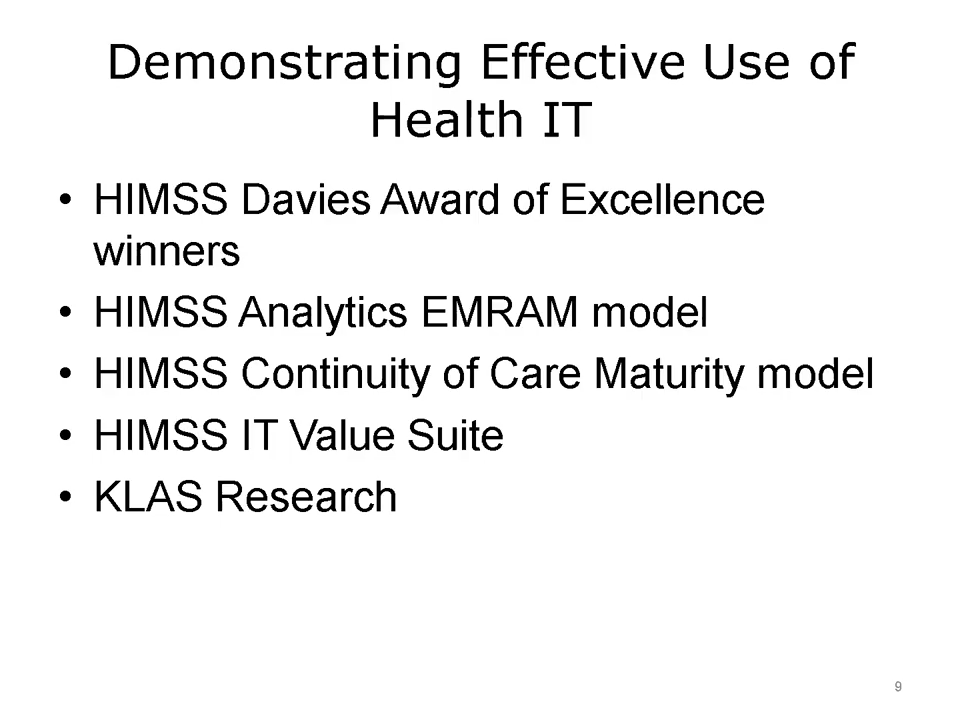 Demonstrating Effective Use of
Health IT
• HIMSS Davies Award of Excellence
winners
• HIMSS Analytics EMRAM model
• HIMSS Continuity of Care Maturity model
• HIMSS IT Value Suite
• KLAS Research
9